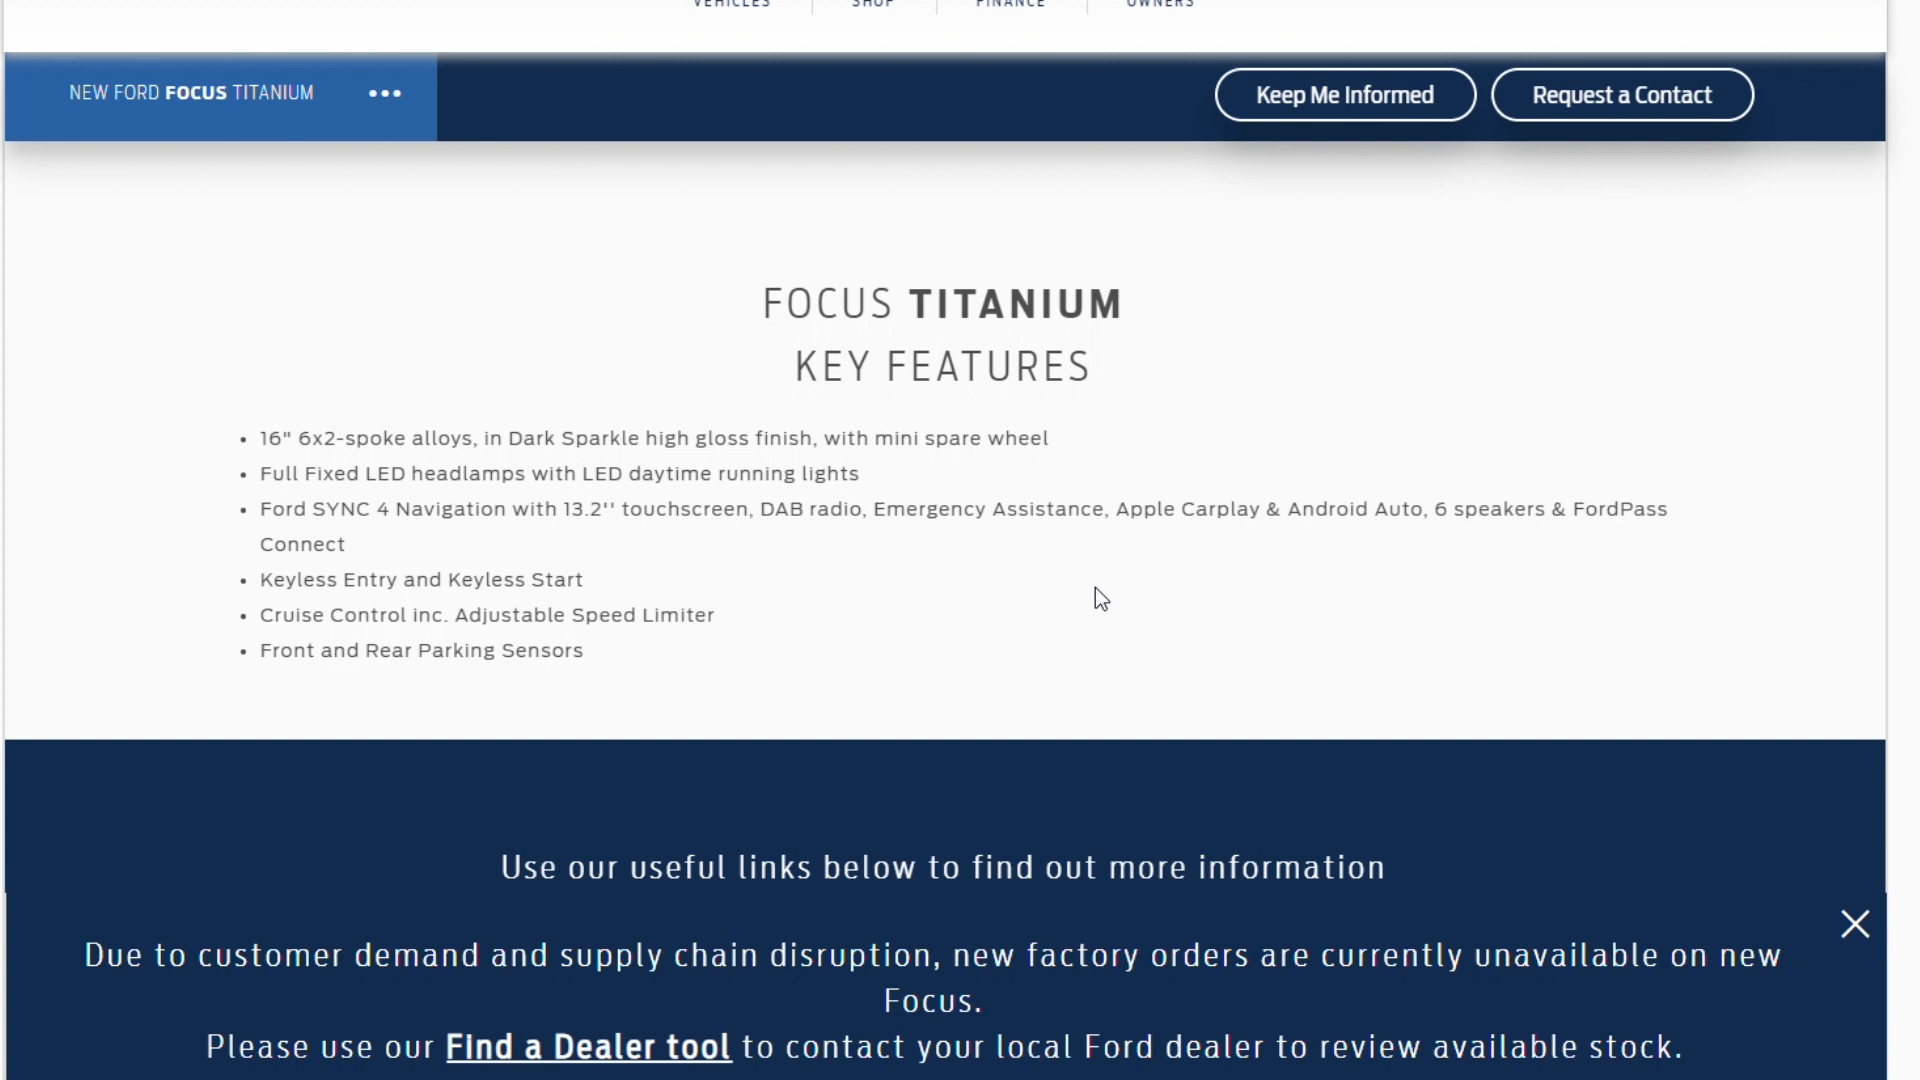 VEHICLES SHOP FINANCE OWNERS
NEW FORD FOCUS TITANIUM •••
Keep Me Informed
Request a Contact
FOCUS TITANIUM
KEY FEATURES
• 16" 6x2-spoke alloys, in Dark Sparkle high gloss finish, with mini spare wheel
• Full Fixed LED headlamps with LED daytime running lights
• Ford SYNC 4 Navigation with 13.2'' touchscreen, DAB radio, Emergency Assistance, Apple Carplay & Android Auto, 6 speakers & FordPass
Connect
• Keyless Entry and Keyless Start
• Cruise Control inc. Adjustable Speed Limiter
• Front and Rear Parking Sensors
Use our useful links below to find out more information
Due to customer demand and supply chain disruption, new factory orders are currently unavailable on new
Focus.
Please use our Find a Dealer tool to contact your local Ford dealer to review available stock.